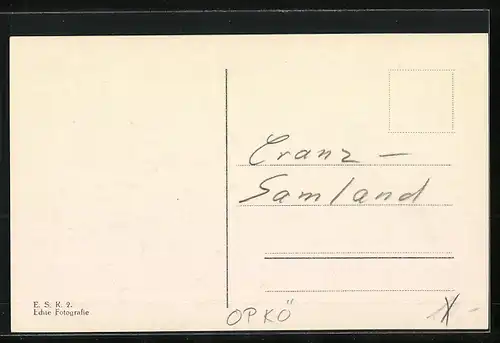 Cranz –
Samland
E. S. K. 2.
Echte Fotografie
OPKÖ